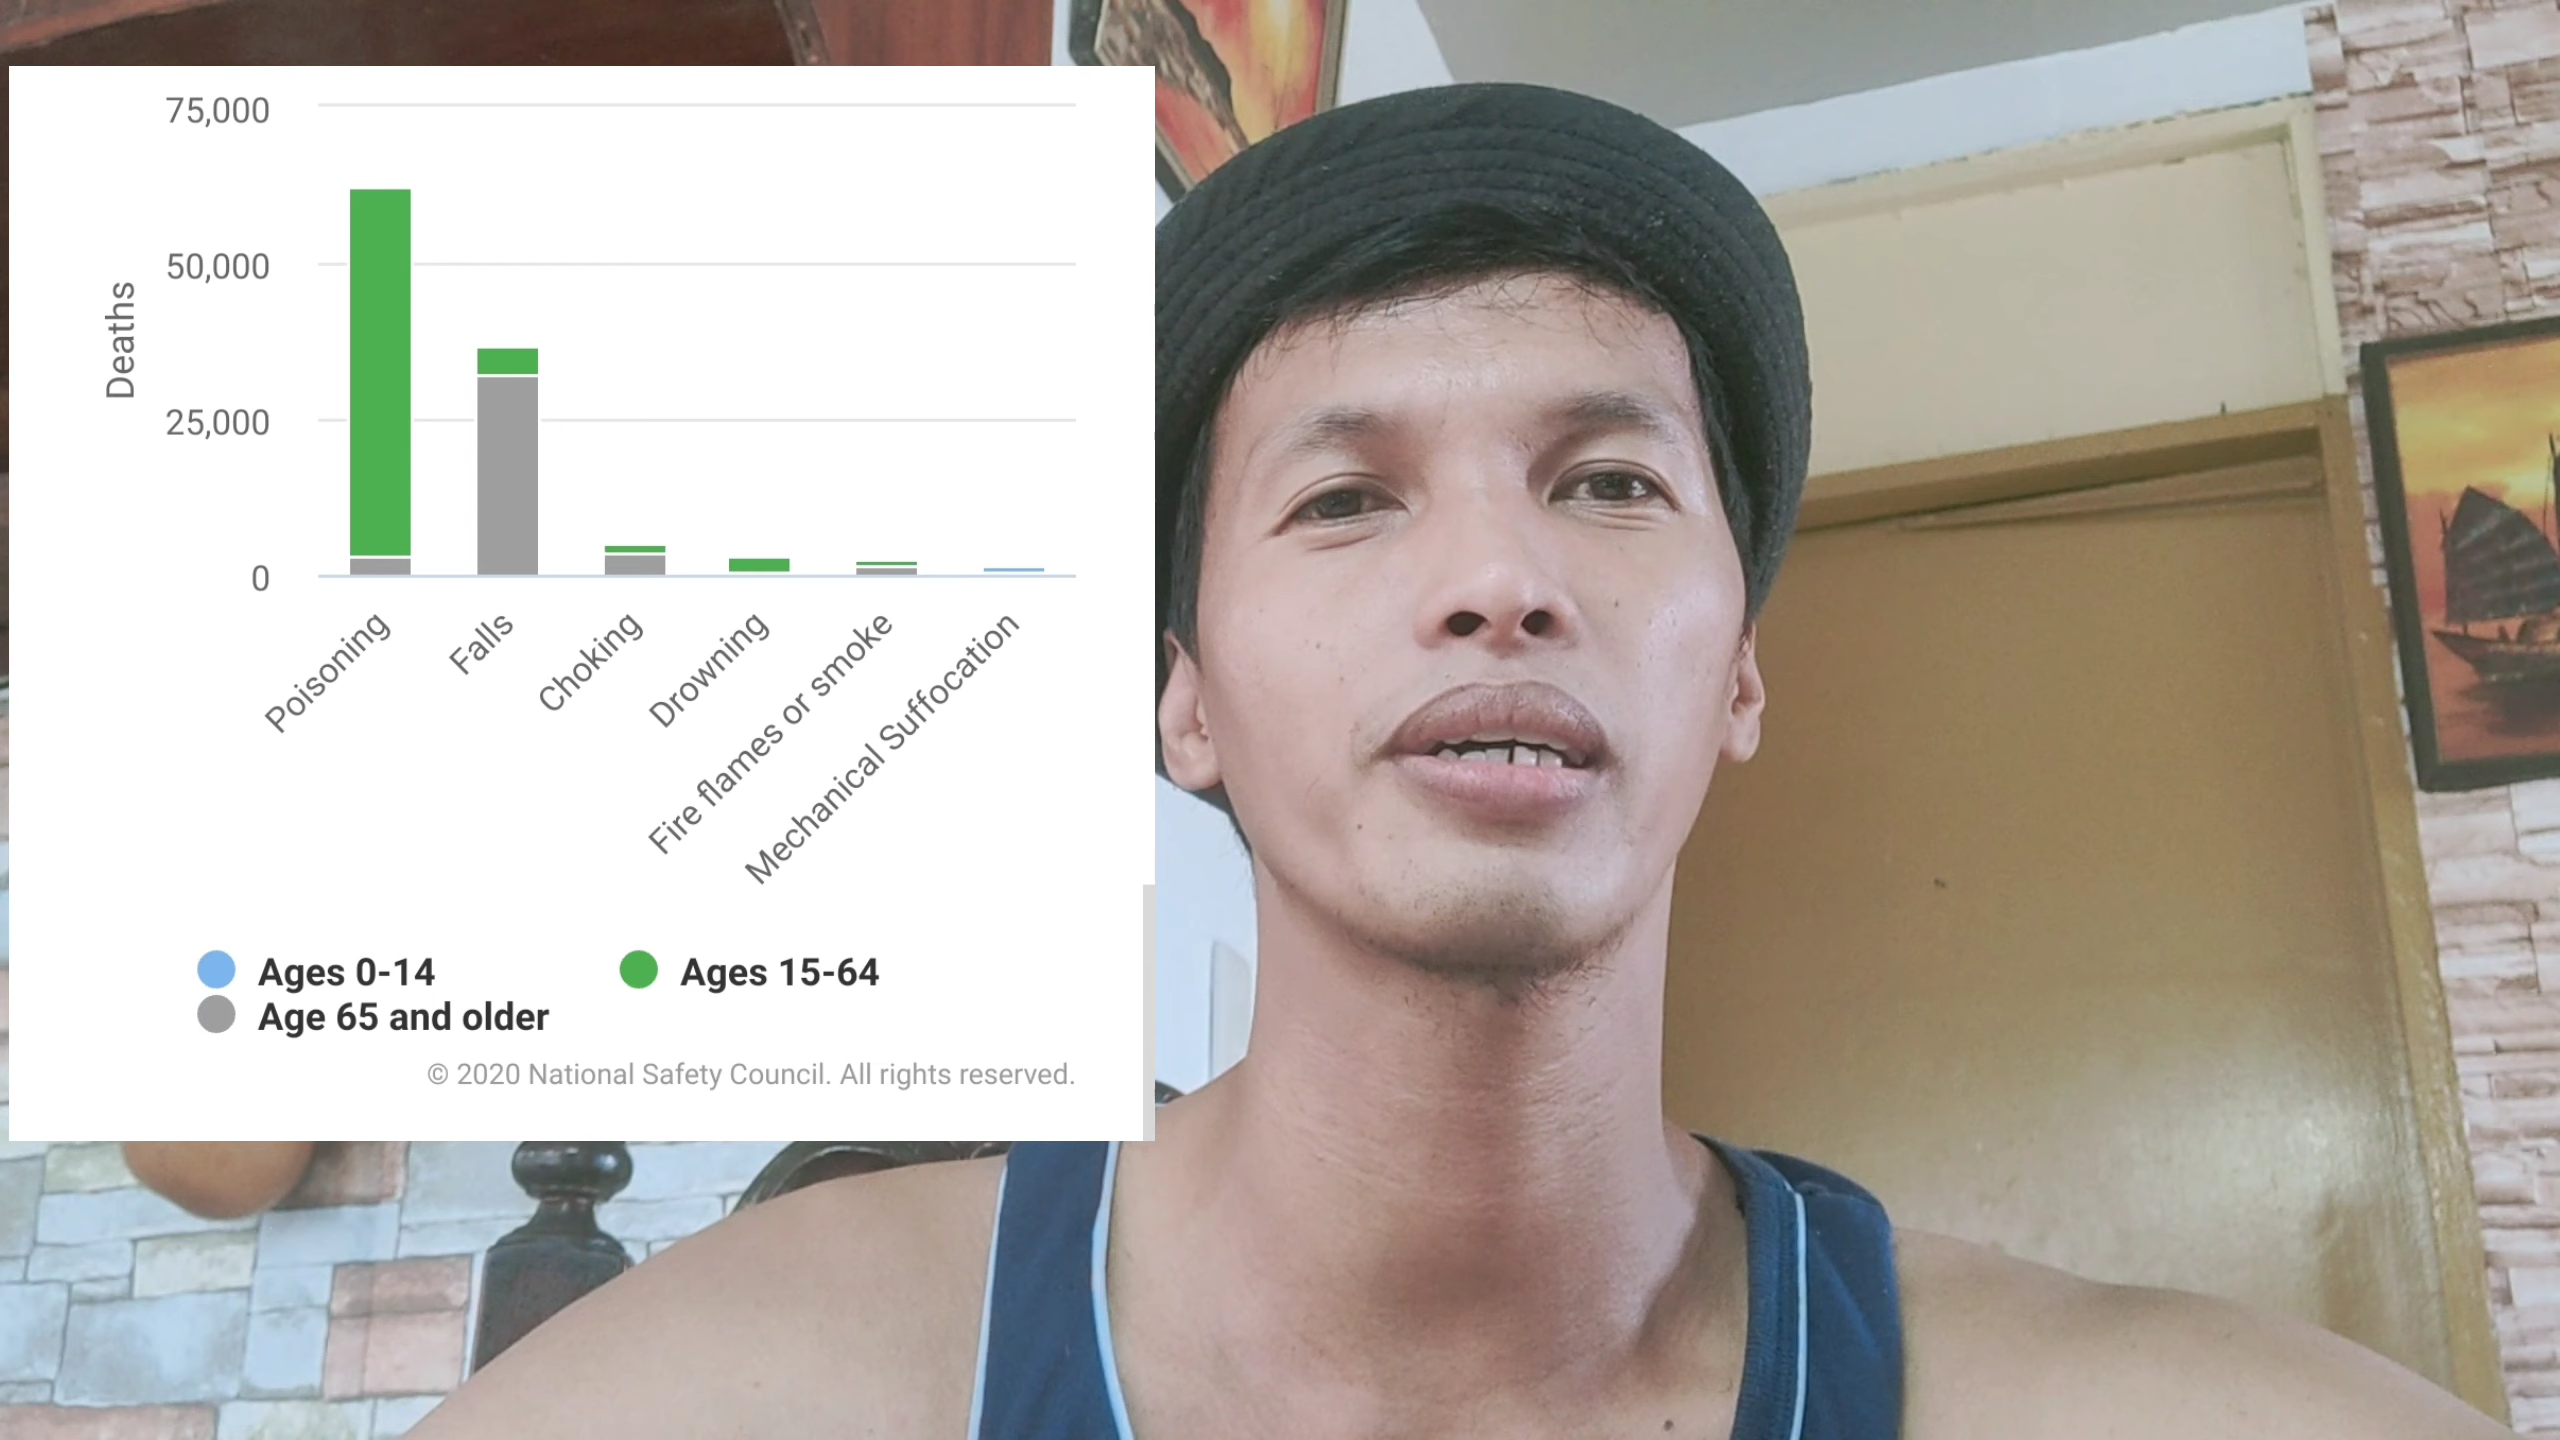 75,000
50,000
25,000
0
Deaths
Poisoning
Falls
Choking
Drowning
Fire flames or smoke
Mechanical Suffocation
Ages 0-14
Ages 15-64
Age 65 and older
© 2020 National Safety Council. All rights reserved.